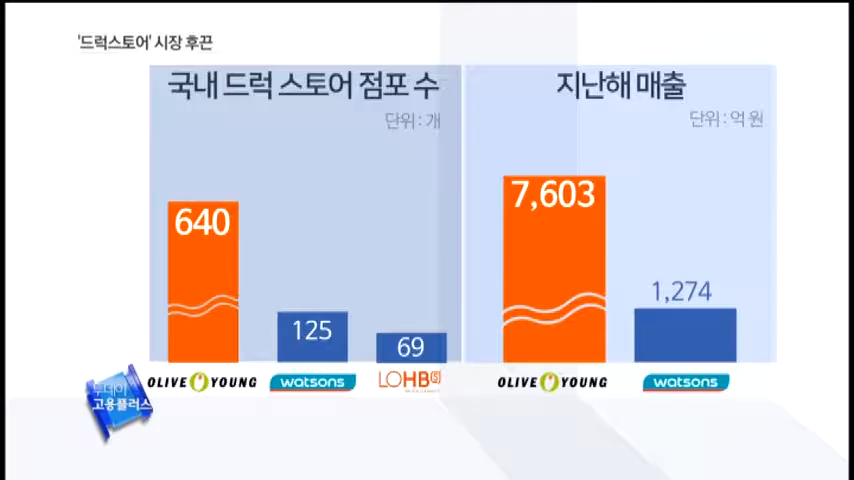 '드럭스토어' 시장 후끈
국내 드럭 스토어 점포 수
단위 : 개
640
125
69
OLIVE YOUNG
watsons
LOHB(S)
지난해 매출
단위 : 억 원
7,603
1,274
OLIVE YOUNG
watsons
투데이
고용플러스